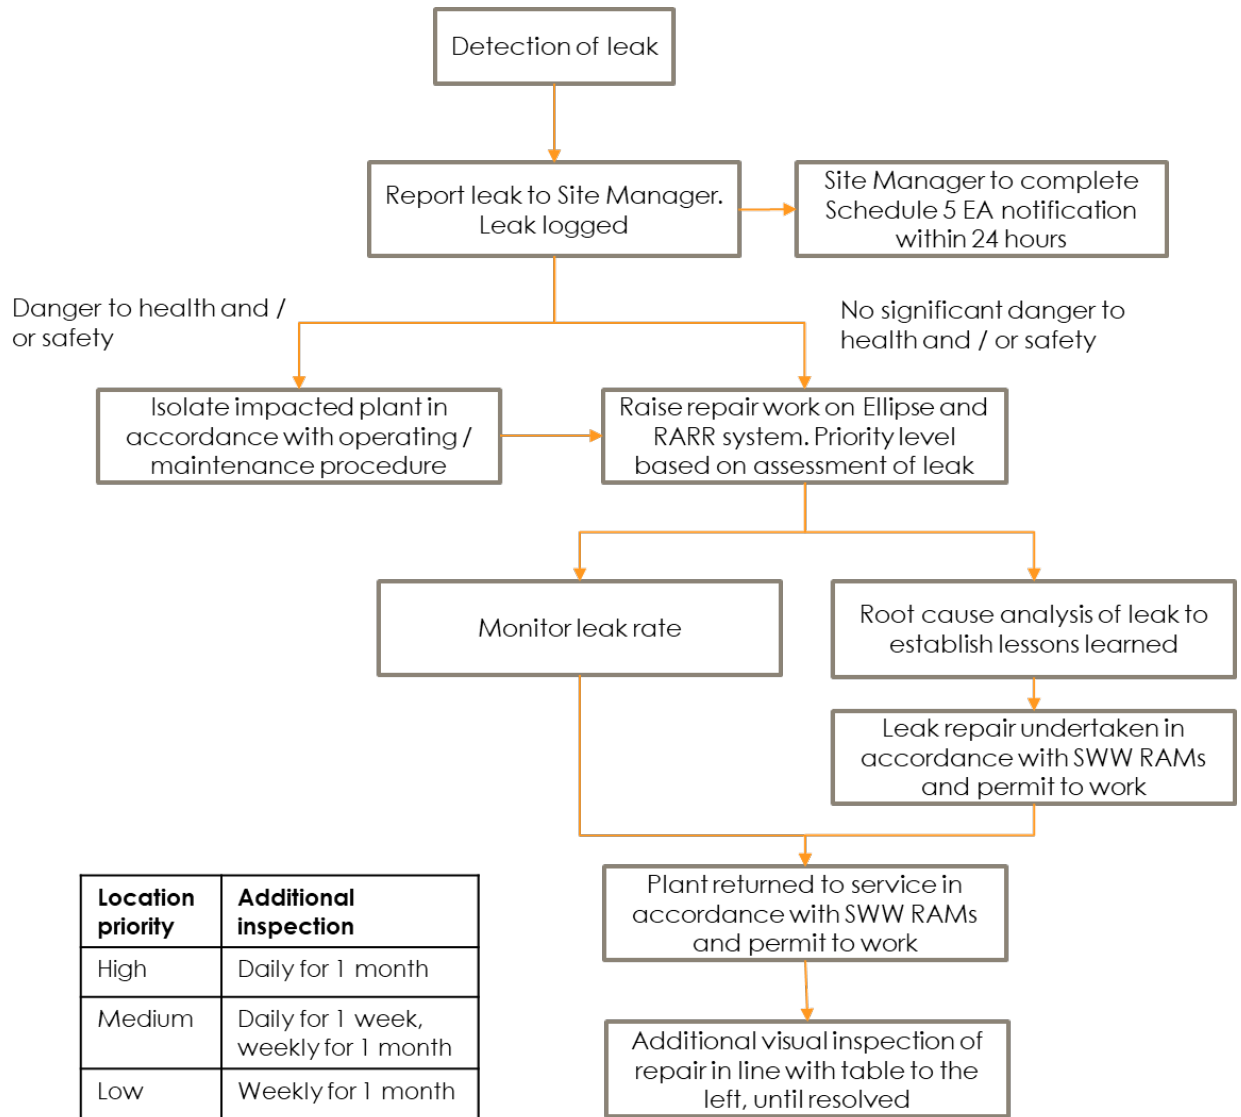 Detection of leak
Report leak to Site Manager.
Leak logged
Site Manager to complete
Schedule 5 EA notification
within 24 hours
Danger to health and /
or safety
No significant danger to
health and / or safety
Isolate impacted plant in
accordance with operating /
maintenance procedure
Raise repair work on Ellipse and
RARR system. Priority level
based on assessment of leak
Monitor leak rate
Root cause analysis of leak to
establish lessons learned
Leak repair undertaken in
accordance with SWW RAMs
and permit to work
Plant returned to service in
accordance with SWW RAMs
and permit to work
Additional visual inspection of
repair in line with table to the
left, until resolved
Location
priority
Additional
inspection
High
Daily for 1 month
Medium
Daily for 1 week,
weekly for 1 month
Low
Weekly for 1 month